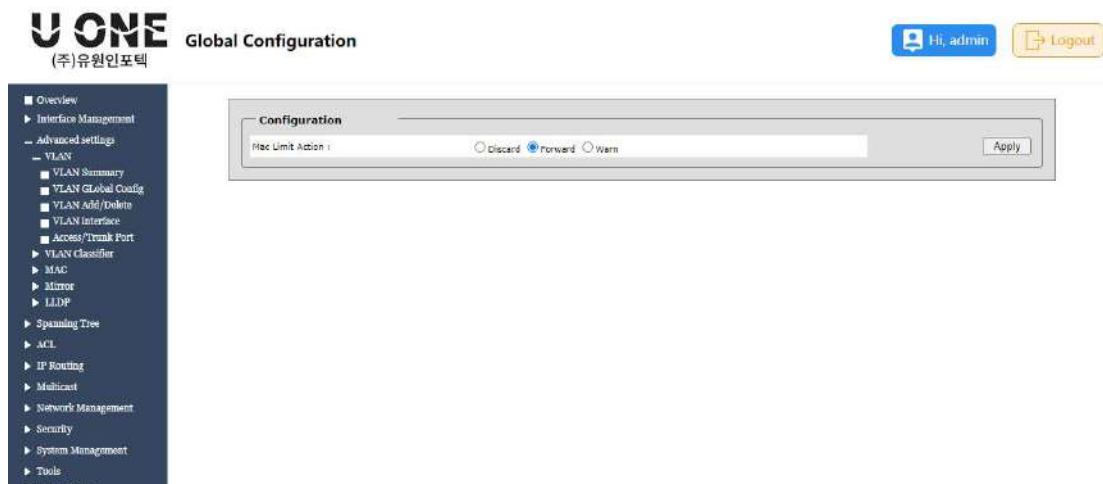 U ONE
(주)유원인포텍
Global Configuration
Hi, admin
Logout
Overview
Interface Management
Advanced settings
VLAN
VLAN Summary
VLAN GLobal Config
VLAN Add/Delete
VLAN Interface
Access/Trunk Port
VLAN Classifier
MAC
Mirror
LLDP
Spanning Tree
ACL
IP Routing
Multicast
Network Management
Security
System Management
Tools
Configuration
Mac Limit Action :
Discard Forward Warn
Apply